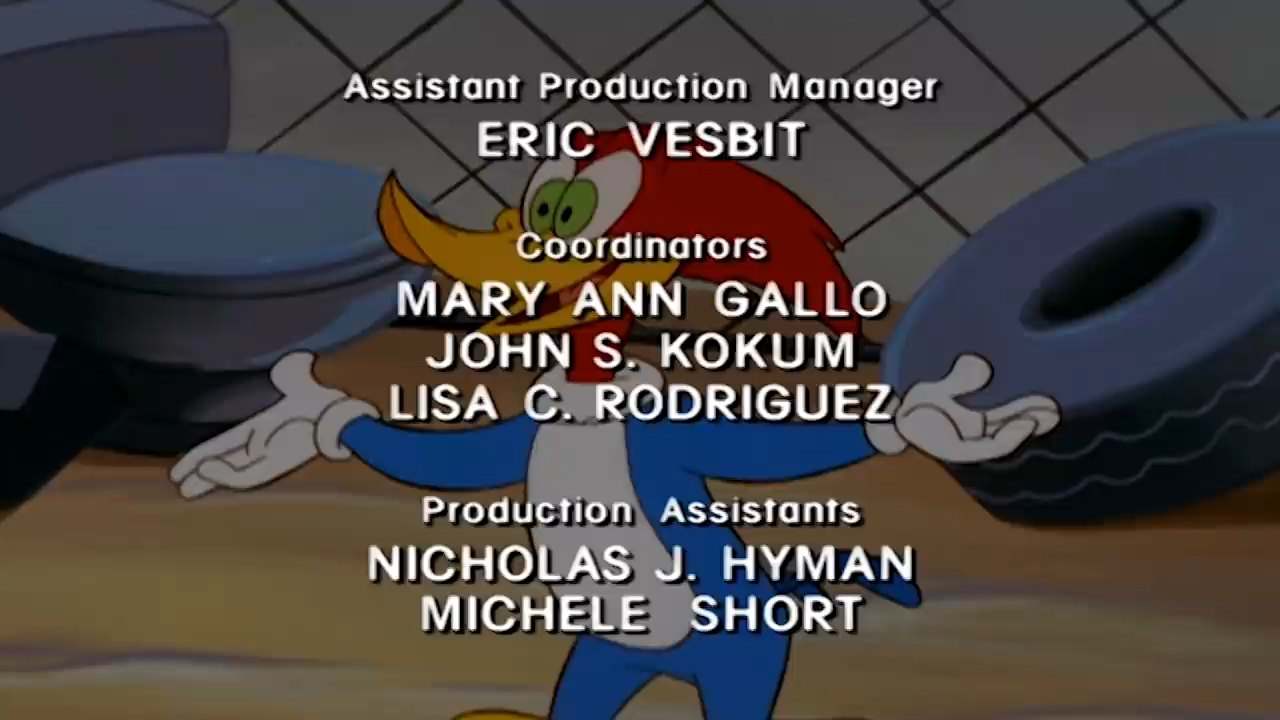 Assistant Production Manager
ERIC VESBIT
Coordinators
MARY ANN GALLO
JOHN S. KOKUM
LISA C. RODRIGUEZ
Production Assistants
NICHOLAS J. HYMAN
MICHELE SHORT